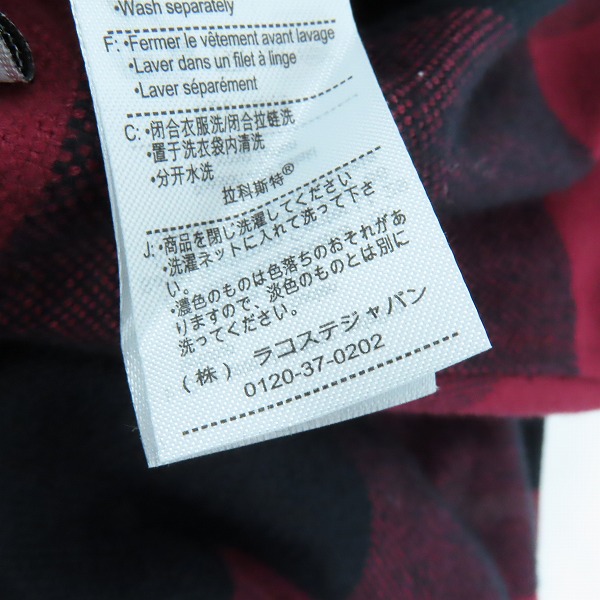 •Wash separately
F: •Fermer le vêtement avant lavage
•Laver dans un filet à linge
•Laver séparément
C: •闭合衣服洗/闭合拉链洗
•置于洗衣袋内清洗
•分开水洗
拉科斯特®
J: •商品を閉じ洗濯してください
•洗濯ネットに入れて洗って下さ
い。
•濃色のものは色落ちのおそれがあ
りますので、淡色のものとは別に
洗ってください。
(株) ラコステジャパン
0120-37-0202